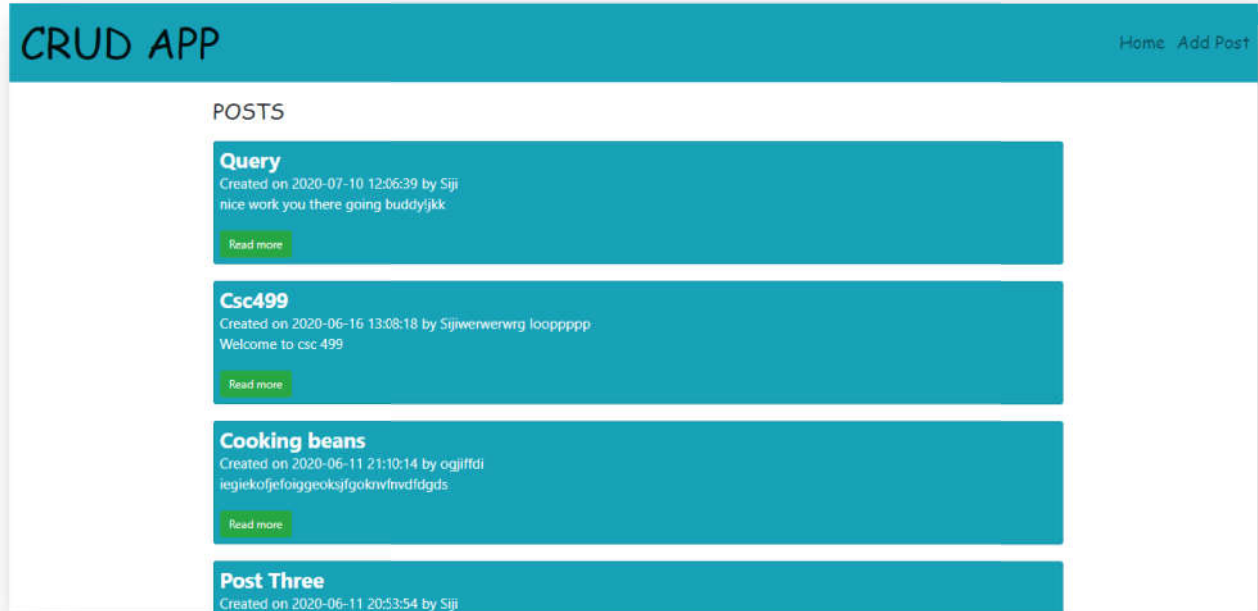 CRUD APP
Home Add Post
POSTS
Query
Created on 2020-07-10 12:06:39 by Siji
nice work you there going buddy!jkk
Read more
Csc499
Created on 2020-06-16 13:08:18 by Sijiwerwerwrg looppppp
Welcome to csc 499
Read more
Cooking beans
Created on 2020-06-11 21:10:14 by ogjiffdi
iegiekofjefoiggeoksjfgoknvfnvdfdgds
Read more
Post Three
Created on 2020-06-11 20:53:54 by Siji